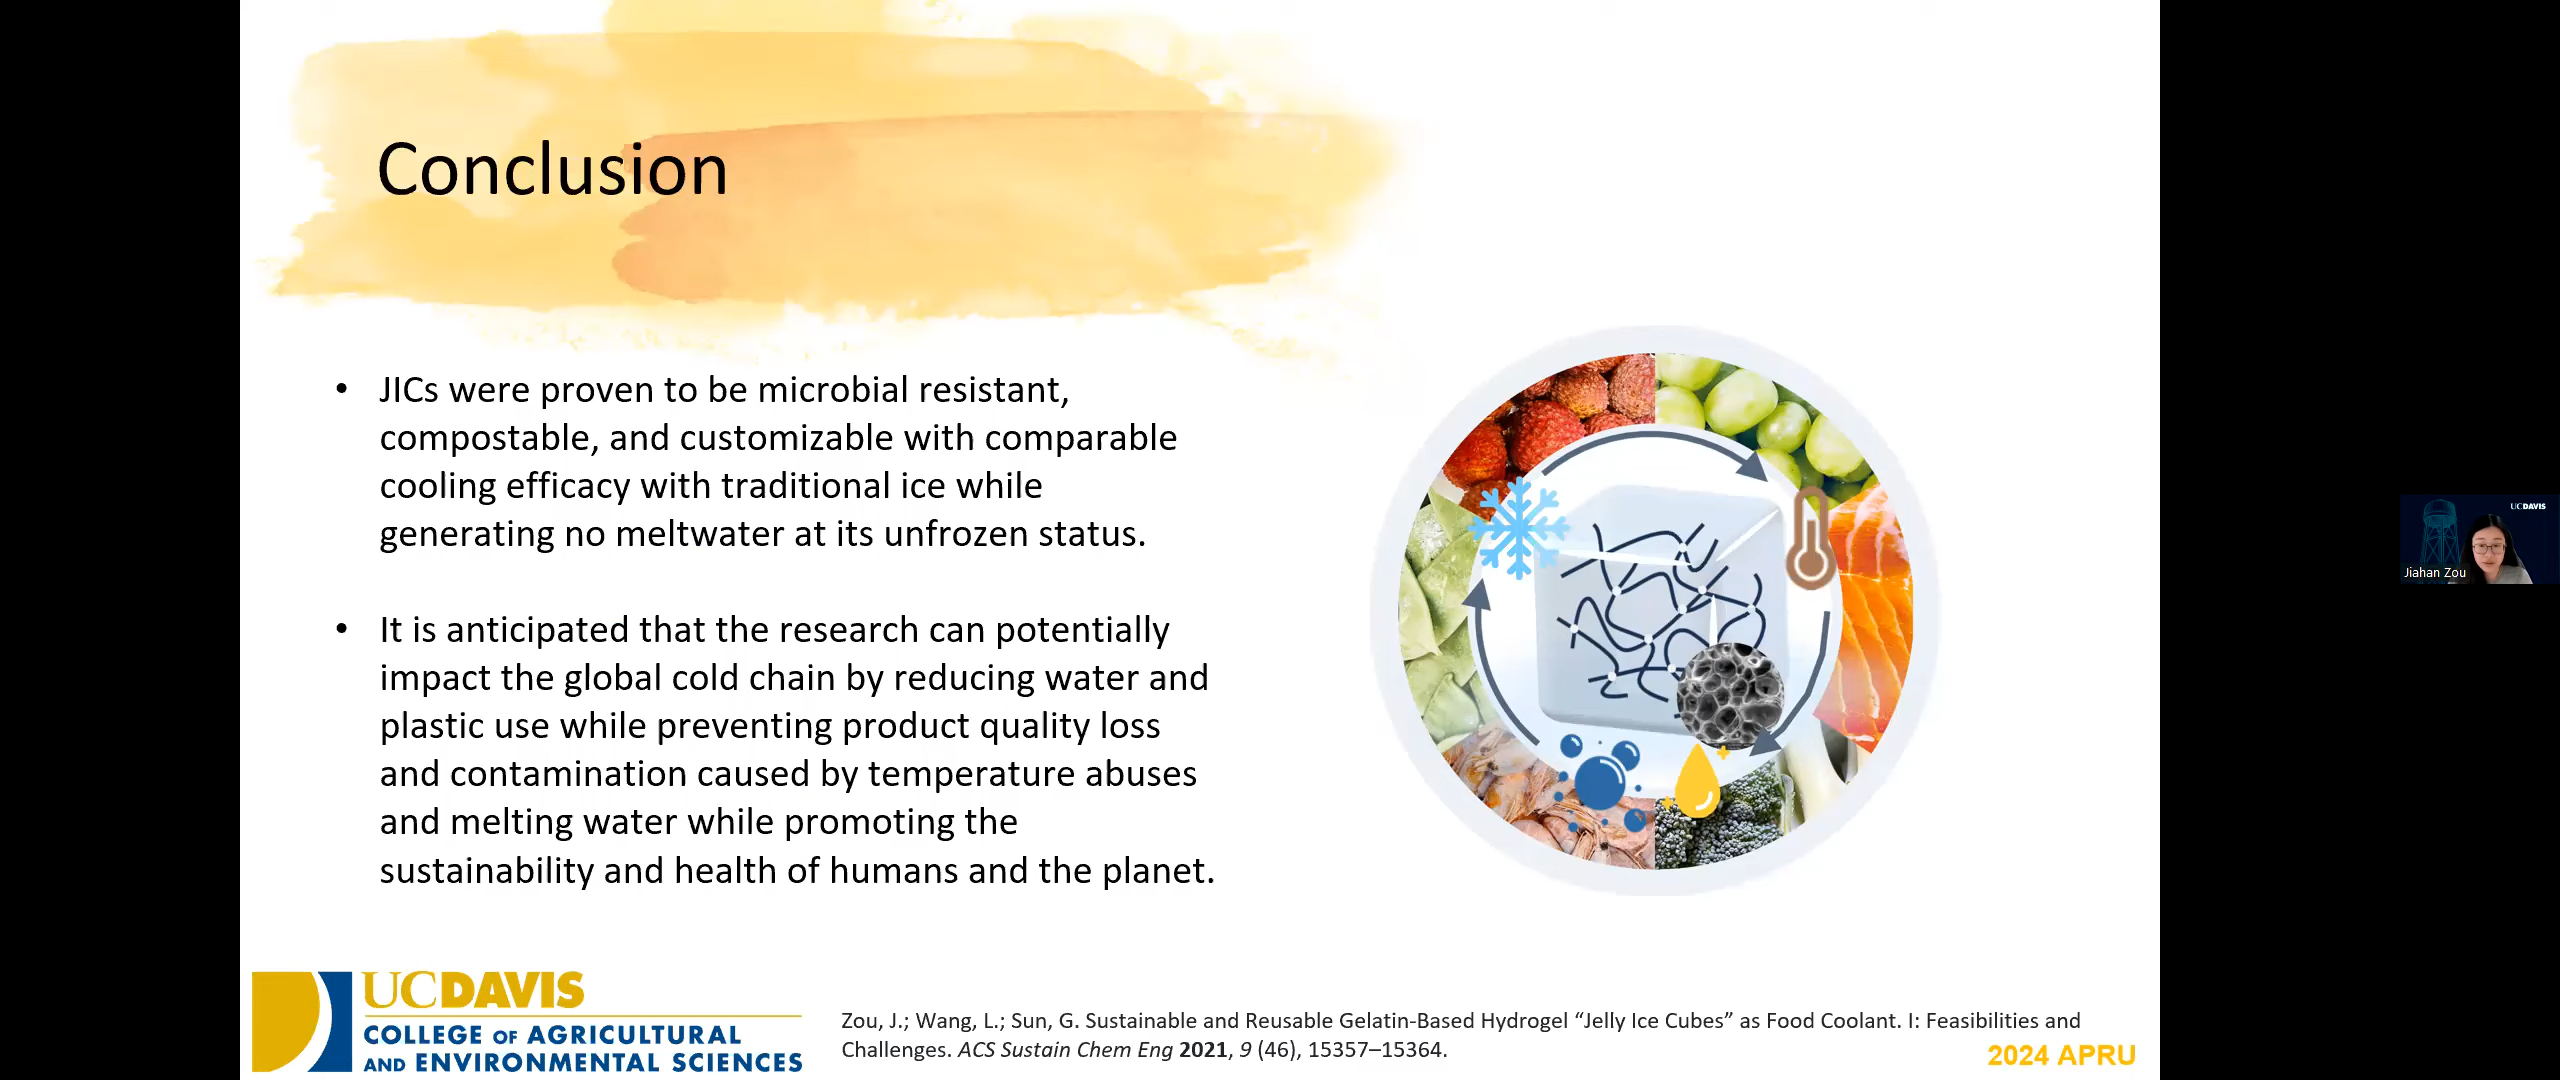 Conclusion
• JICs were proven to be microbial resistant,
compostable, and customizable with comparable
cooling efficacy with traditional ice while
generating no meltwater at its unfrozen status.
• It is anticipated that the research can potentially
impact the global cold chain by reducing water and
plastic use while preventing product quality loss
and contamination caused by temperature abuses
and melting water while promoting the
sustainability and health of humans and the planet.
UCDAVIS
Jiahan Zou
UCDAVIS
COLLEGE OF AGRICULTURAL
AND ENVIRONMENTAL SCIENCES
Zou, J.; Wang, L.; Sun, G. Sustainable and Reusable Gelatin-Based Hydrogel “Jelly Ice Cubes” as Food Coolant. I: Feasibilities and
Challenges. ACS Sustain Chem Eng 2021, 9 (46), 15357–15364.
2024 APRU